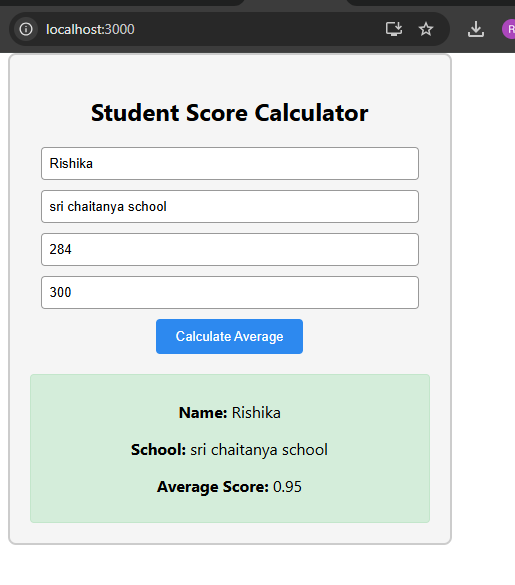 localhost:3000
R
Student Score Calculator
Rishika
sri chaitanya school
284
300
Calculate Average
Name: Rishika
School: sri chaitanya school
Average Score: 0.95